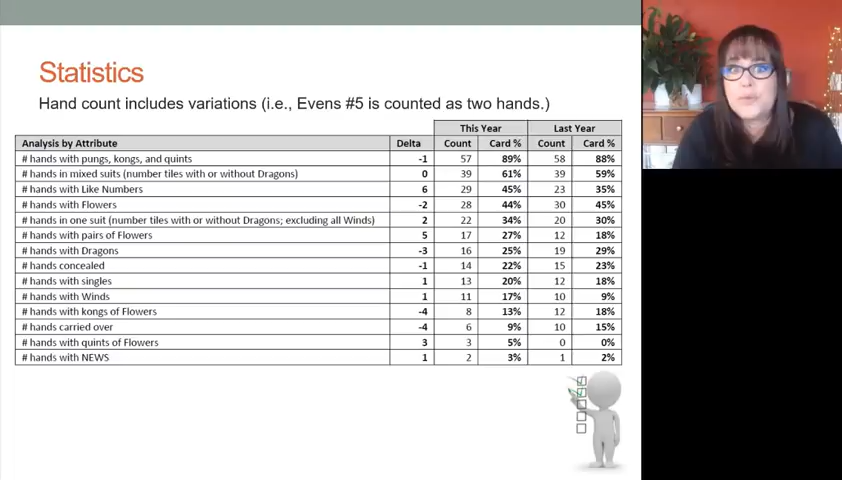 Statistics
Hand count includes variations (i.e., Evens #5 is counted as two hands.)
This Year Last Year
Analysis by Attribute Delta Count Card % Count Card %
# hands with pungs, kongs, and quints -1 57 89% 58 88%
# hands in mixed suits (number tiles with or without Dragons) 0 39 61% 39 59%
# hands with Like Numbers 6 29 45% 23 35%
# hands with Flowers -2 28 44% 30 45%
# hands in one suit (number tiles with or without Dragons; excluding all Winds) 2 22 34% 20 30%
# hands with pairs of Flowers 5 17 27% 12 18%
# hands with Dragons -3 16 25% 19 29%
# hands concealed -1 14 22% 15 23%
# hands with singles 1 13 20% 12 18%
# hands with Winds 1 11 17% 10 9%
# hands with kongs of Flowers -4 8 13% 12 18%
# hands carried over -4 6 9% 10 15%
# hands with quints of Flowers 3 3 5% 0 0%
# hands with NEWS 1 2 3% 1 2%